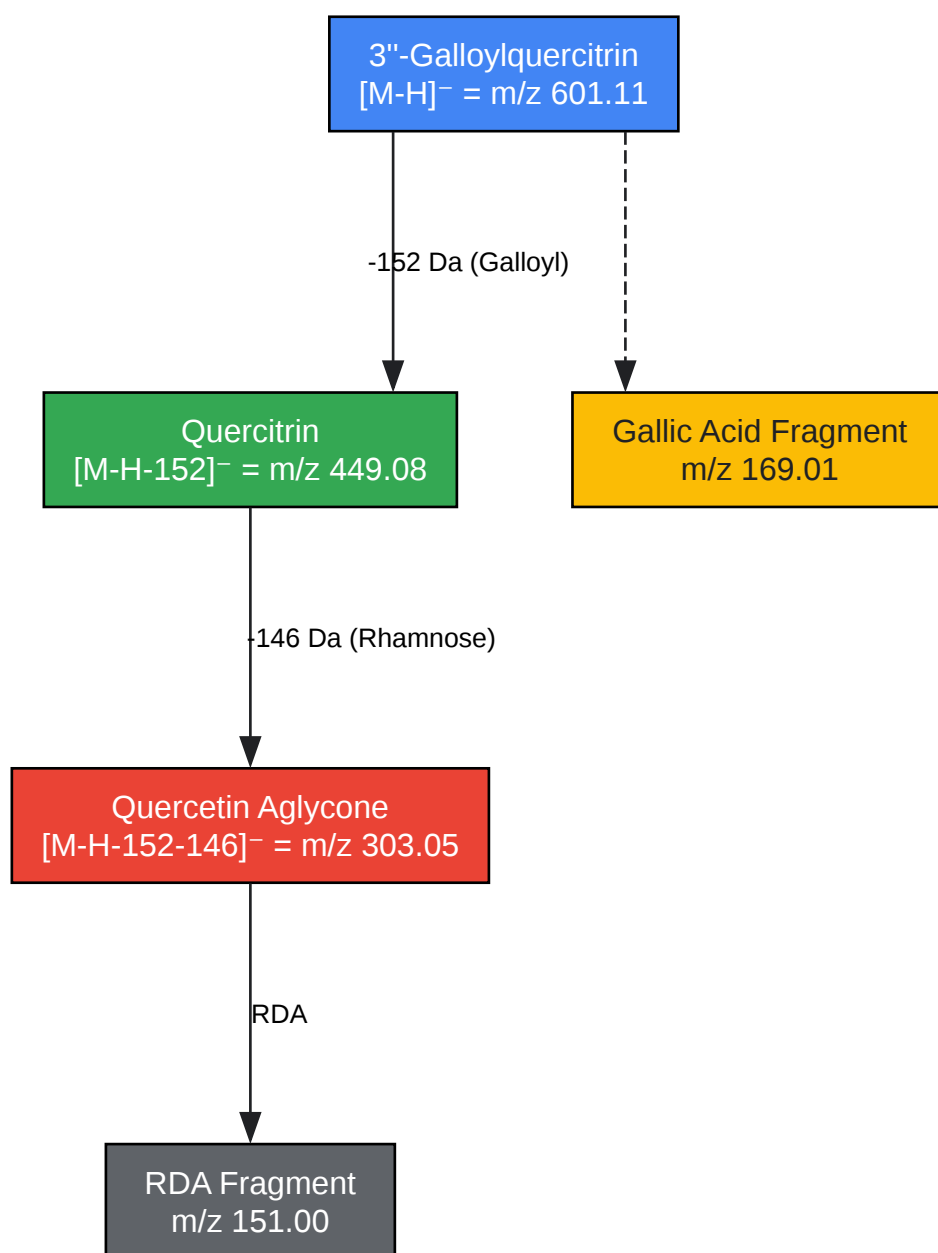 3"-Galloylquercitrin
[M-H]⁻ = m/z 601.11
-152 Da (Galloyl)
Quercitrin
[M-H-152]⁻ = m/z 449.08
Gallic Acid Fragment
m/z 169.01
-146 Da (Rhamnose)
Quercetin Aglycone
[M-H-152-146]⁻ = m/z 303.05
RDA
RDA Fragment
m/z 151.00